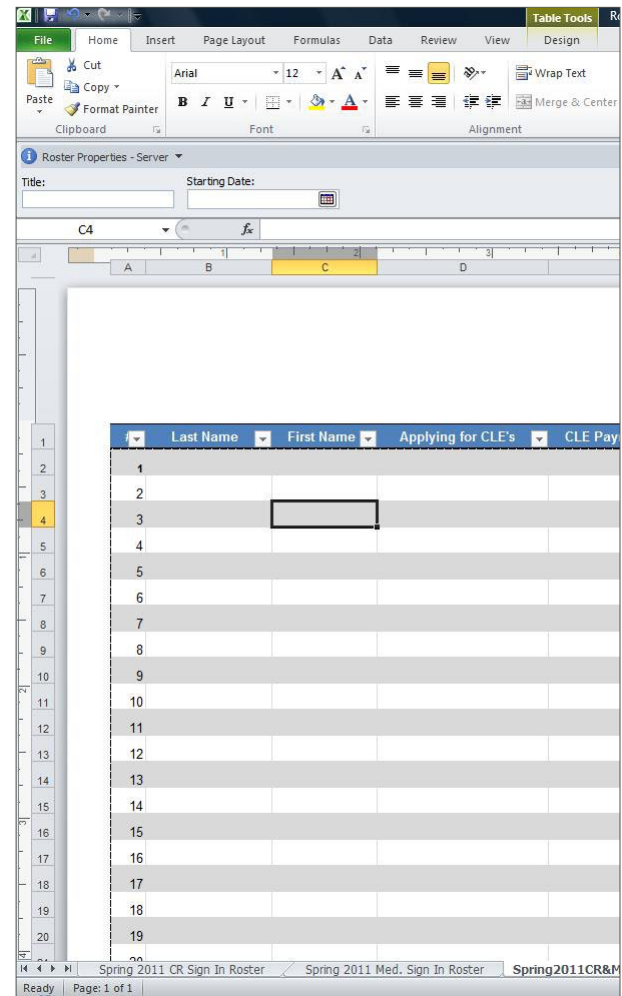 Table Tools
File Home Insert Page Layout Formulas Data Review View Design
Cut
Copy
Format Painter
Paste
Arial 12 A A Wrap Text
B I U A Merge & Center
Clipboard Font Alignment
Roster Properties - Server
Title: Starting Date:
C4 fx
1 2 3
A B C D
1 Last Name First Name Applying for CLE's CLE
2 1
3 2
4 3
5 4
6 5
7 6
8 7
9 8
10 9
11 10
12 11
13 12
14 13
15 14
16 15
17 16
18 17
19 18
20 19
Spring 2011 CR Sign In Roster Spring 2011 Med. Sign In Roster Spring2011CR&M
Ready Page: 1 of 1